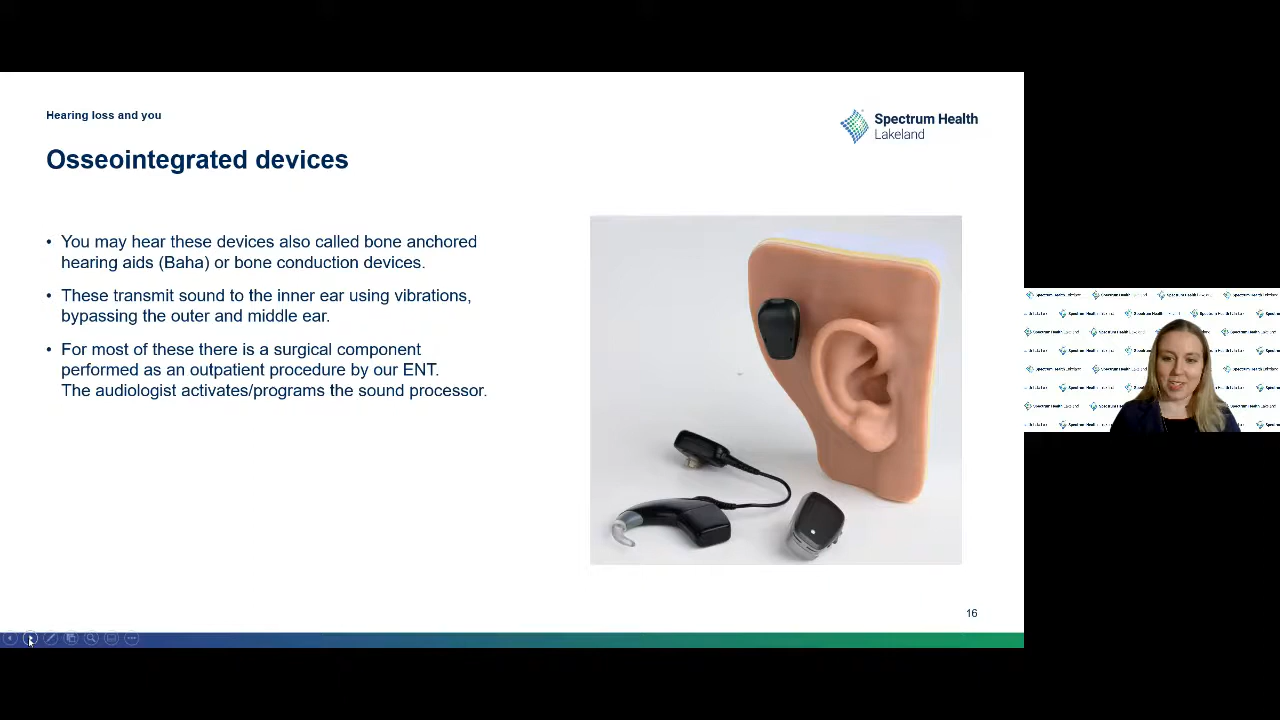 Hearing loss and you
Spectrum Health
Lakeland
Osseointegrated devices
• You may hear these devices also called bone anchored
hearing aids (Baha) or bone conduction devices.
• These transmit sound to the inner ear using vibrations,
bypassing the outer and middle ear.
• For most of these there is a surgical component
performed as an outpatient procedure by our ENT.
The audiologist activates/programs the sound processor.
16